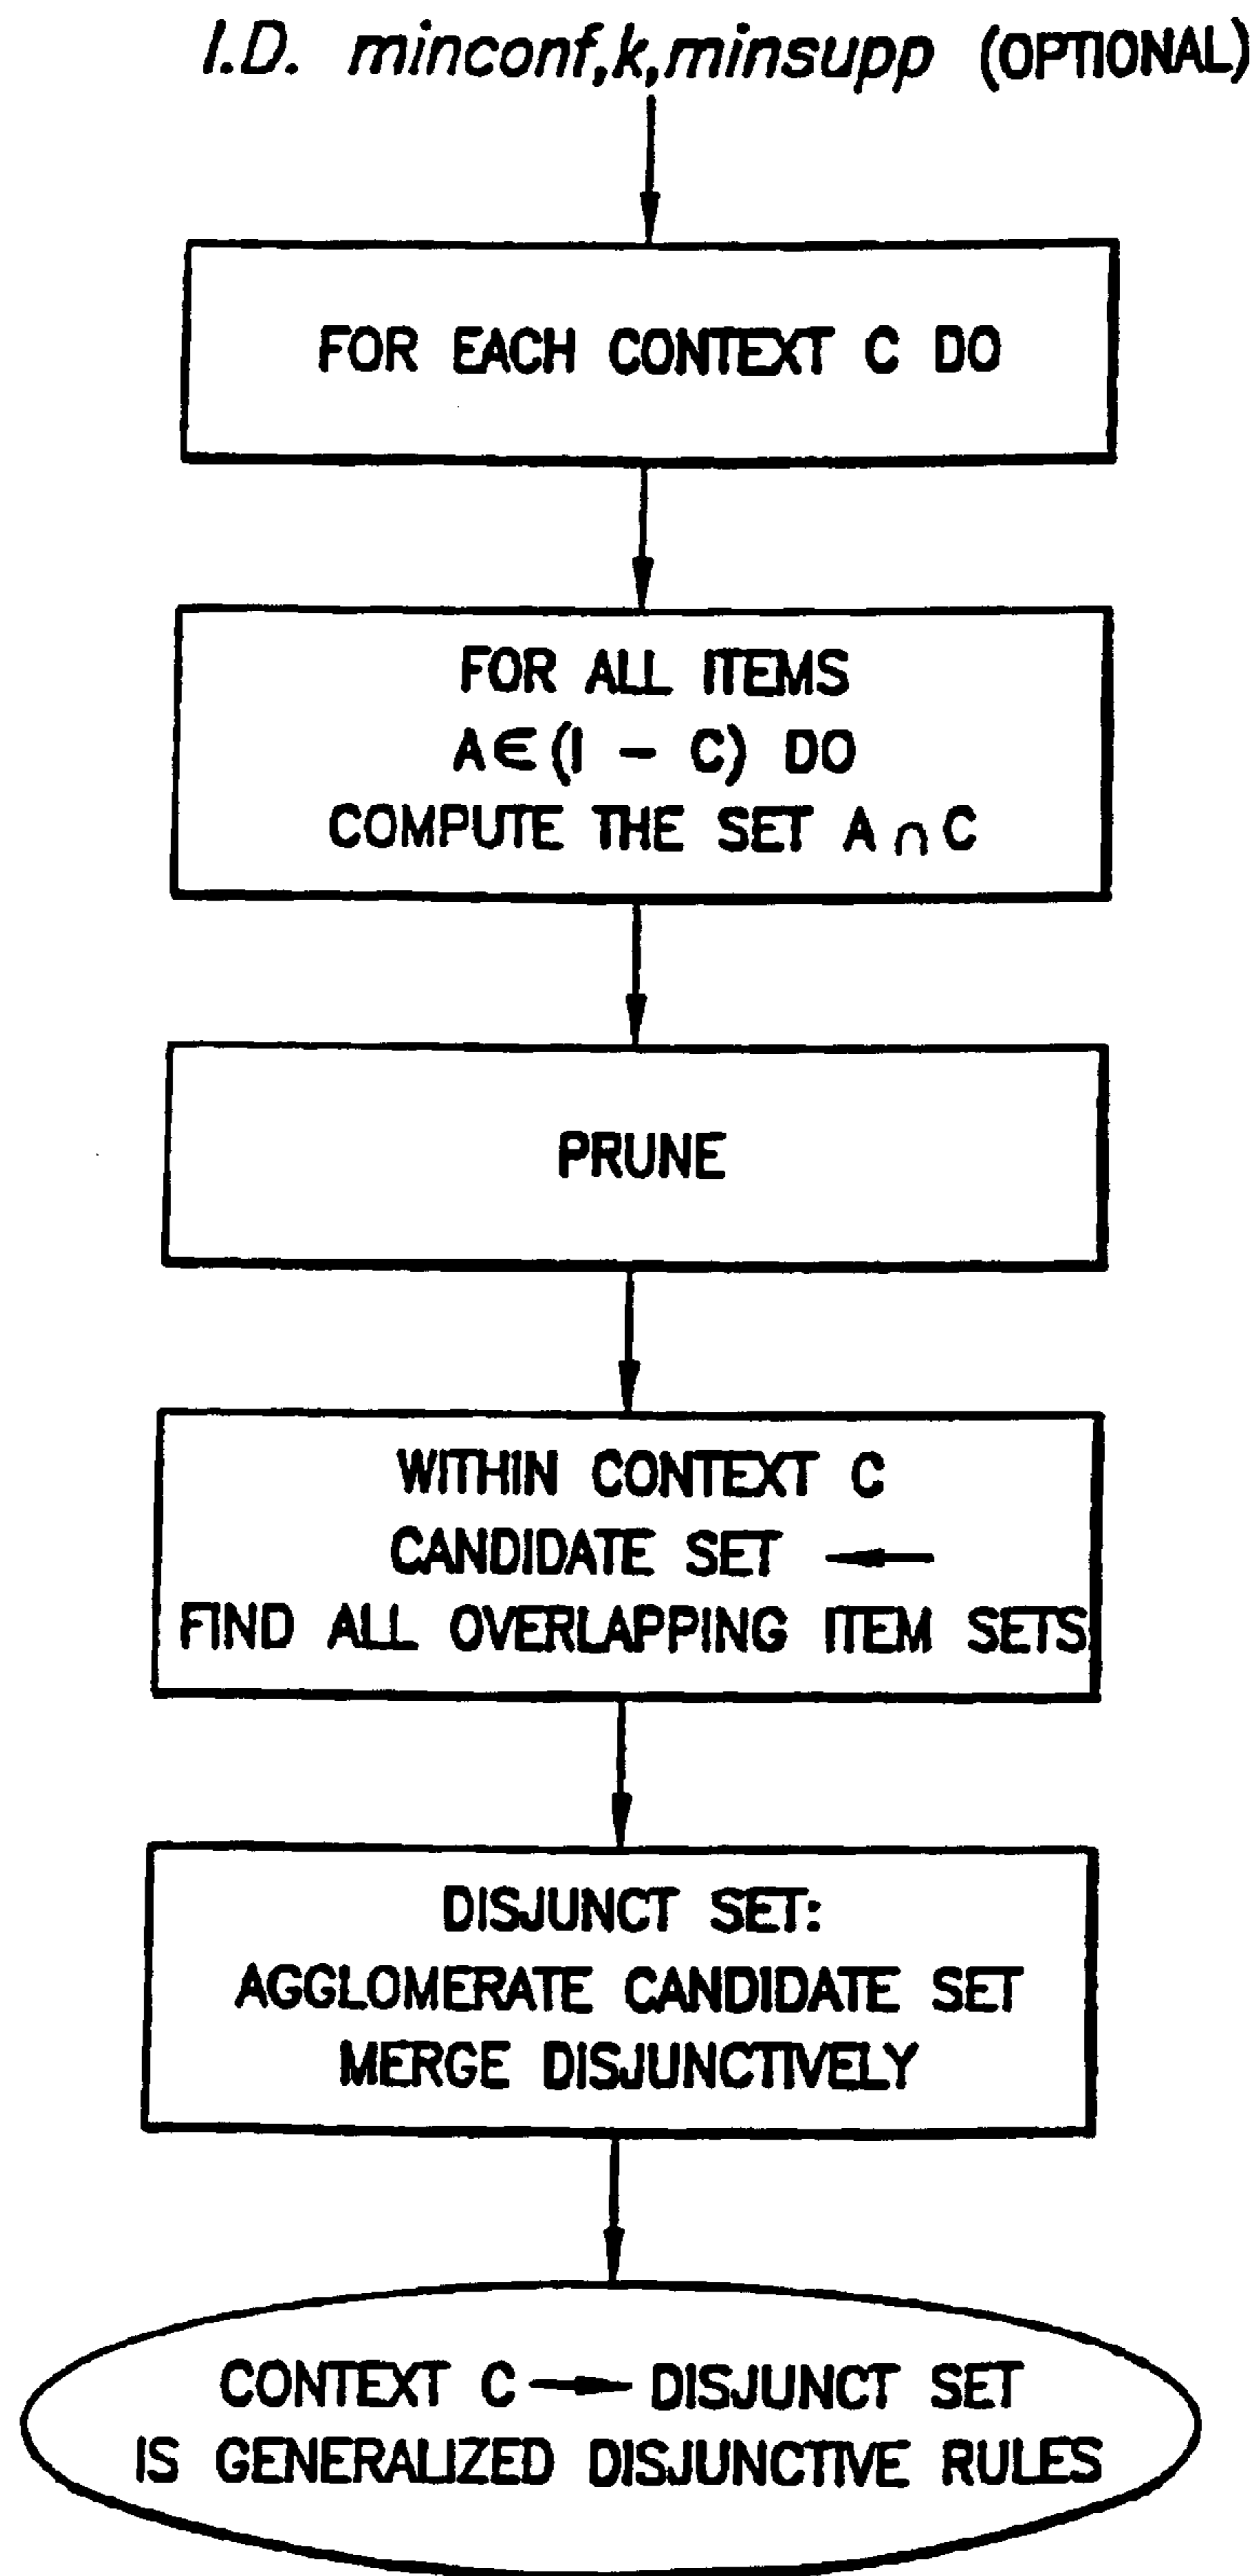 I.D. minconf,k,minsupp (OPTIONAL)
FOR EACH CONTEXT C DO
FOR ALL ITEMS
A∈(I - C) DO
COMPUTE THE SET A ∩ C
PRUNE
WITHIN CONTEXT C
CANDIDATE SET ←
FIND ALL OVERLAPPING ITEM SETS
DISJUNCT SET:
AGGLOMERATE CANDIDATE SET
MERGE DISJUNCTIVELY
CONTEXT C → DISJUNCT SET
IS GENERALIZED DISJUNCTIVE RULES